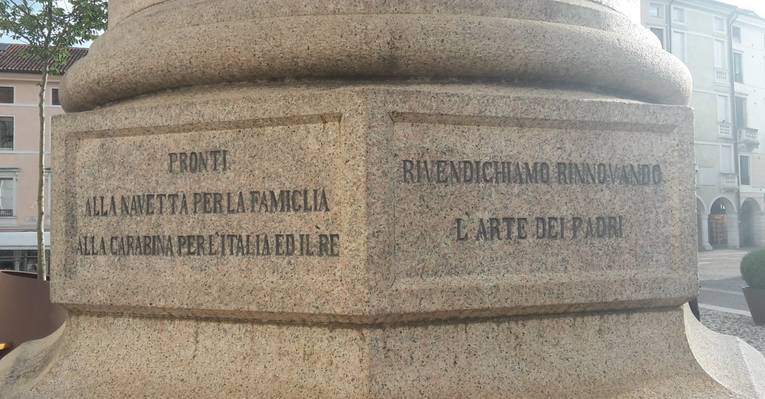 PRONTI
ALLA NAVETTA PER LA FAMIGLIA
ALLA CARABINA PER L'ITALIA ED IL RE
RIVENDICHIAMO RINNOVANDO
L'ARTE DEI PADRI